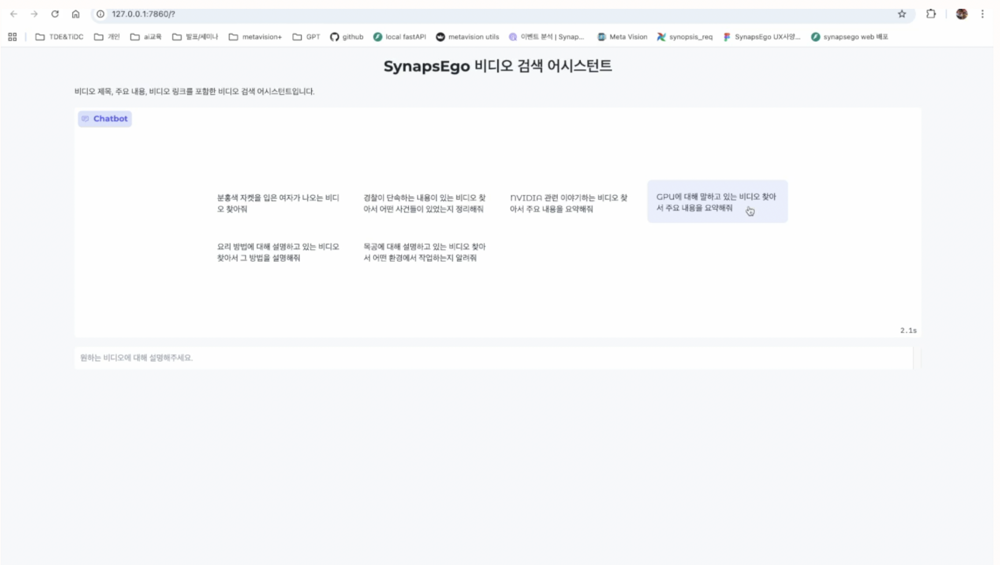 127.0.0.1:7860/?
TDE&TiDC 개인 ai교육 발표/세미나 metavision+ GPT github local fastAPI metavision utils 이벤트 분석 | Synap... Meta Vision synopsis_req SynapsEgo UX사양... synapsego web 배포
SynapsEgo 비디오 검색 어시스턴트
비디오 제목, 주요 내용, 비디오 링크를 포함한 비디오 검색 어시스턴트입니다.
Chatbot
분홍색 자켓을 입은 여자가 나오는 비디
오 찾아줘
경찰이 단속하는 내용이 있는 비디오 찾
아서 어떤 사건들이 있었는지 정리해줘
NVIDIA 관련 이야기하는 비디오 찾
아서 주요 내용을 요약해줘
GPU에 대해 말하고 있는 비디오 찾아
서 주요 내용을 요약해줘
요리 방법에 대해 설명하고 있는 비디오
찾아서 그 방법을 설명해줘
목공에 대해 설명하고 있는 비디오 찾아
서 어떤 환경에서 작업하는지 알려줘
2.1s
원하는 비디오에 대해 설명해주세요.